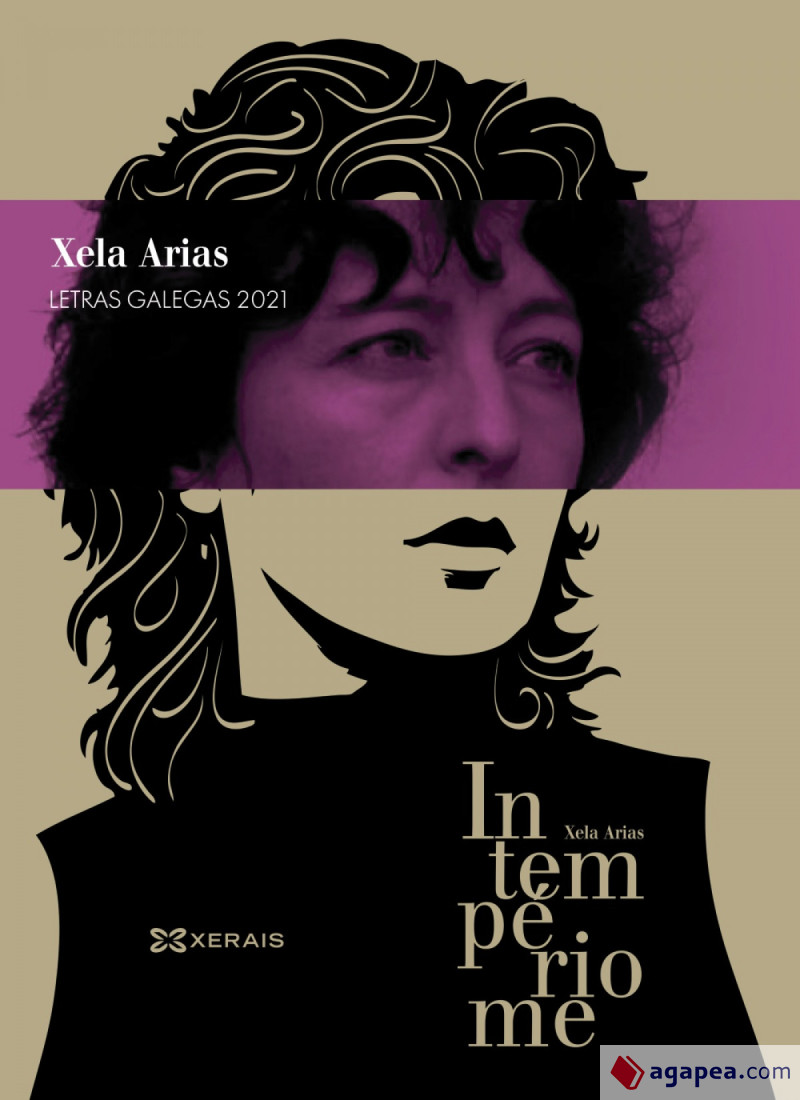 Xela Arias
LETRAS GALEGAS 2021
In
Xela Arias
tem
pé
rio
me
XERAIS
agapea.com